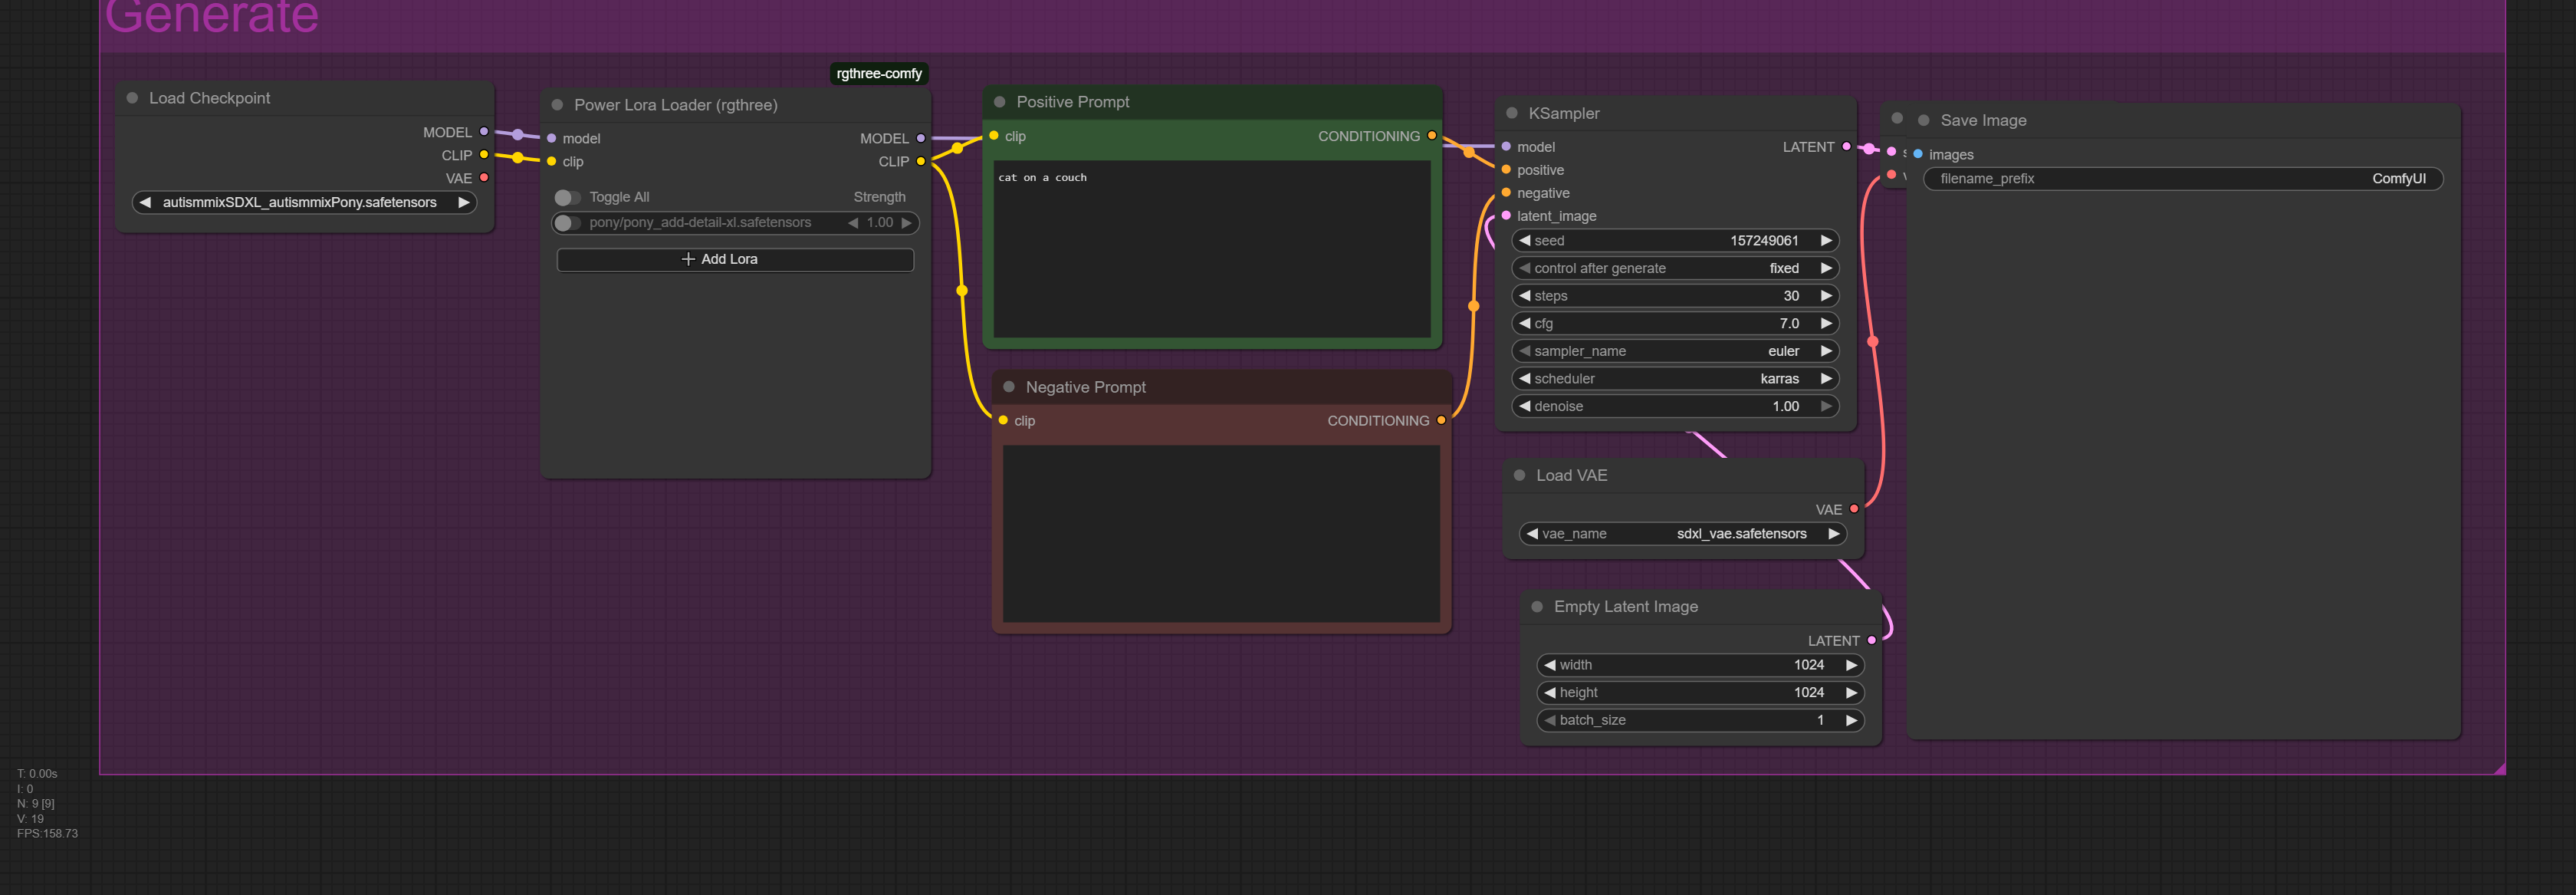 Generate
rgthree-comfy
Load Checkpoint
MODEL
CLIP
VAE
autismmixSDXL_autismmixPony.safetensors
Power Lora Loader (rgthree)
model
MODEL
clip
CLIP
Toggle All
Strength
pony/pony_add-detail-xl.safetensors
1.00
Add Lora
Positive Prompt
clip
CONDITIONING
cat on a couch
Negative Prompt
clip
CONDITIONING
KSampler
model
LATENT
positive
negative
latent_image
seed
157249061
control after generate
fixed
steps
30
cfg
7.0
sampler_name
euler
scheduler
karras
denoise
1.00
Load VAE
VAE
vae_name
sdxl_vae.safetensors
Empty Latent Image
LATENT
width
1024
height
1024
batch_size
1
Save Image
images
filename_prefix
ComfyUI
T: 0.00s
I: 0
N: 9 [9]
V: 19
FPS:158.73